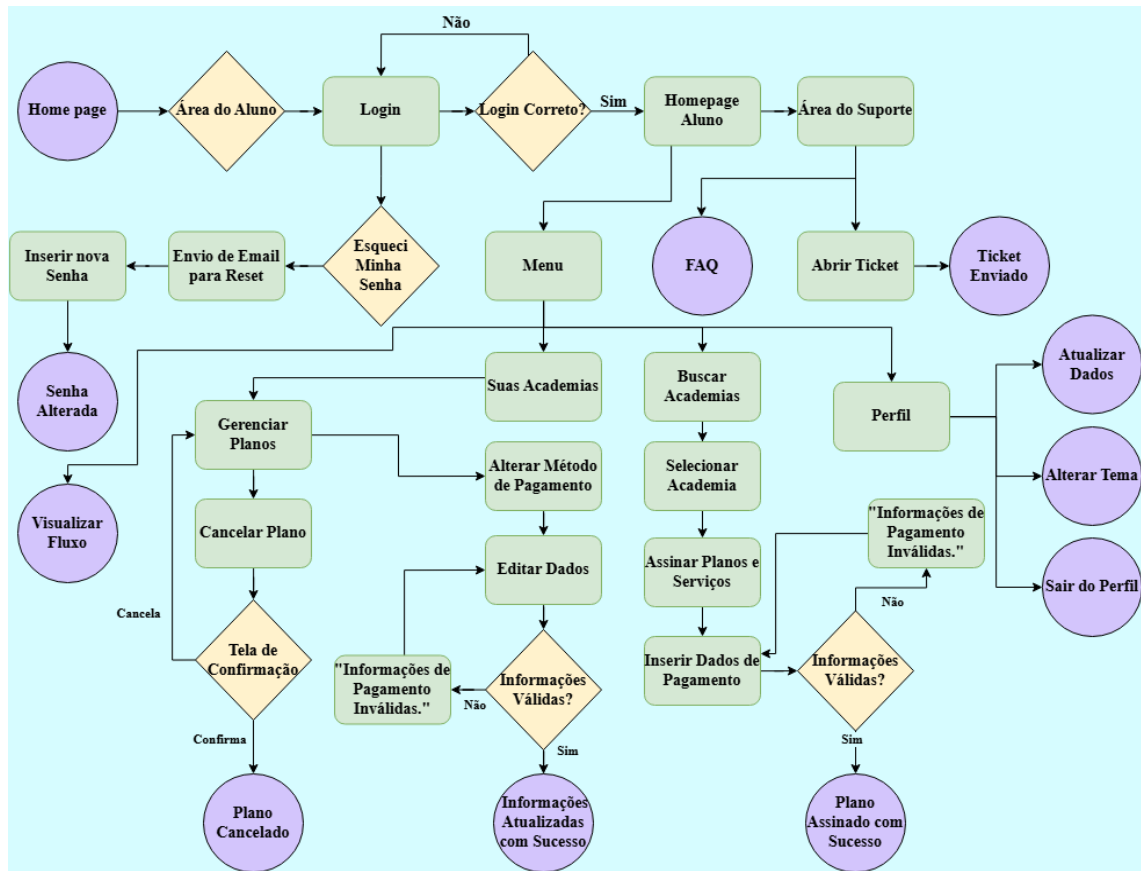 Não
Home page
Área do Aluno
Login
Login Correto?
Sim
Homepage
Aluno
Área do Suporte
Inserir nova
Senha
Envio de Email
para Reset
Esqueci
Minha
Senha
Menu
FAQ
Abrir Ticket
Ticket
Enviado
Senha
Alterada
Suas Academias
Buscar
Academias
Perfil
Atualizar
Dados
Gerenciar
Planos
Alterar Método
de Pagamento
Selecionar
Academia
Alterar Tema
Visualizar
Fluxo
Cancelar Plano
Editar Dados
Assinar Planos e
Serviços
"Informações de
Pagamento
Inválidas."
Sair do Perfil
Cancela
Não
Tela de
Confirmação
"Informações de
Pagamento
Inválidas."
Não
Informações
Válidas?
Inserir Dados de
Pagamento
Informações
Válidas?
Confirma
Sim
Sim
Plano
Cancelado
Informações
Atualizadas
com Sucesso
Plano
Assinado com
Sucesso